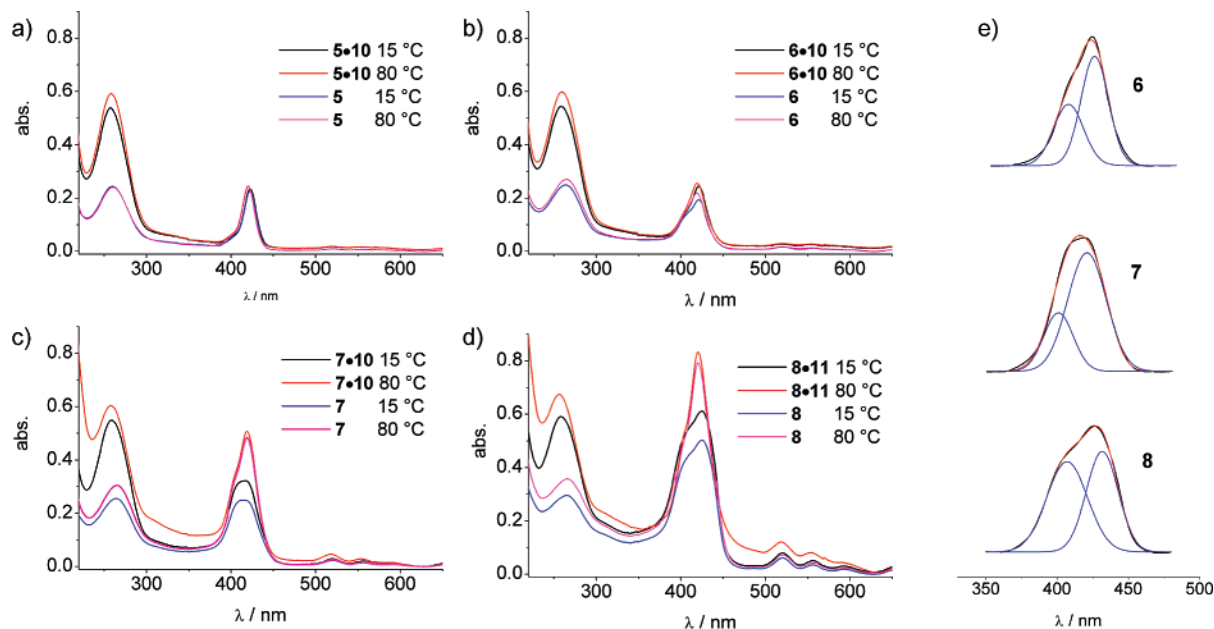 a)
0.8
0.6
0.4
0.2
0.0
abs.
5•10 15 °C
5•10 80 °C
5 15 °C
5 80 °C
300 400 500 600
λ / nm
b)
0.8
0.6
0.4
0.2
0.0
abs.
6•10 15 °C
6•10 80 °C
6 15 °C
6 80 °C
300 400 500 600
λ / nm
c)
0.8
0.6
0.4
0.2
0.0
abs.
7•10 15 °C
7•10 80 °C
7 15 °C
7 80 °C
300 400 500 600
λ / nm
d)
0.8
0.6
0.4
0.2
0.0
abs.
8•11 15 °C
8•11 80 °C
8 15 °C
8 80 °C
300 400 500 600
λ / nm
e)
6
7
8
350 400 450 500
λ / nm